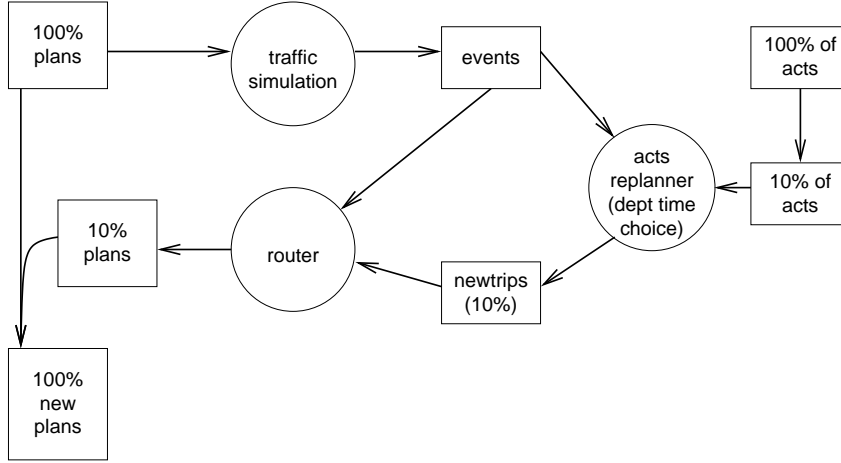 100%
plans
traffic
simulation
events
100% of
acts
acts
replanner
(dept time
choice)
10% of
acts
10%
plans
router
newtrips
(10%)
100%
new
plans